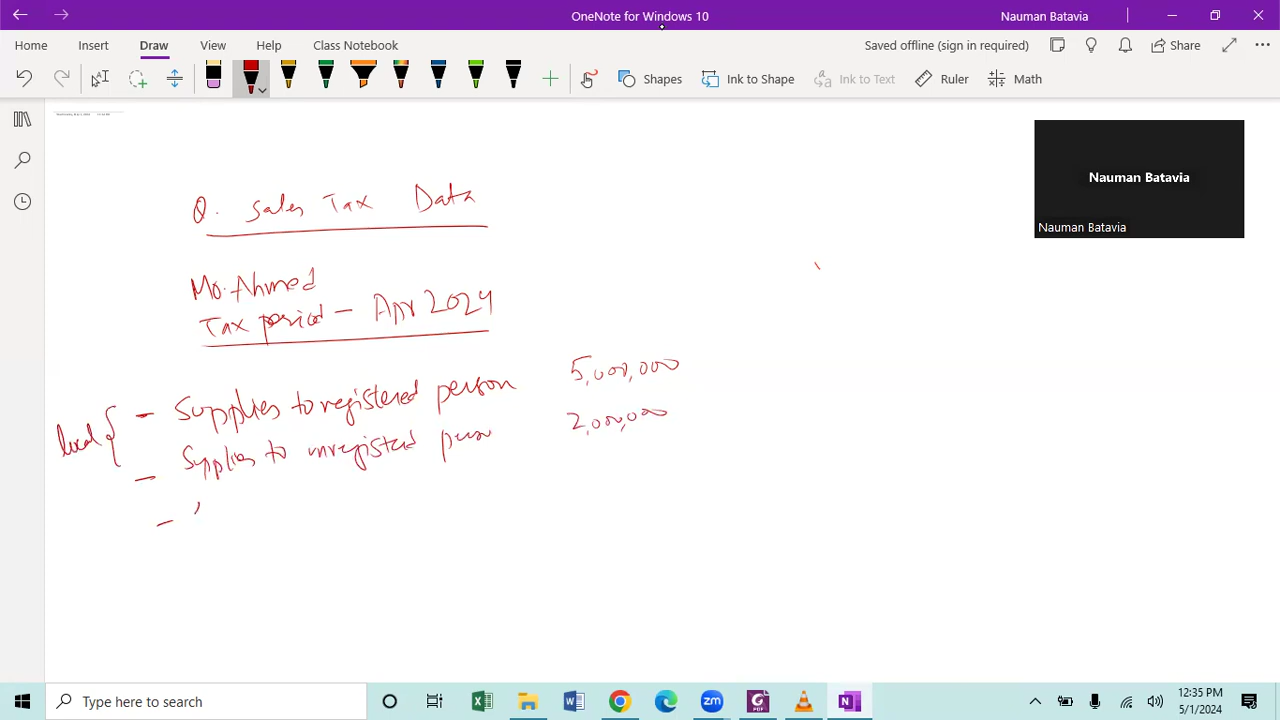 OneNote for Windows 10
Nauman Batavia
Home Insert Draw View Help Class Notebook
Saved offline (sign in required)
Share
Shapes
Ink to Shape
Ink to Text
Ruler
Math
Nauman Batavia
Nauman Batavia
Q. Sales Tax Data
Mr. Ahmed
Tax period - Apr 2024
local { - Supplies to registered person 5,000,000
- Supplies to unregistered person 2,000,000
-
Type here to search
12:35 PM
5/1/2024